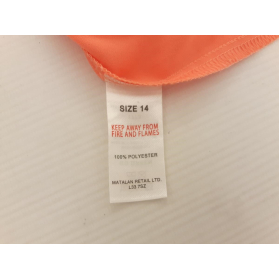 SIZE 14
KEEP AWAY FROM
FIRE AND FLAMES
100% POLYESTER
MATALAN RETAIL LTD.
L33 7SZ